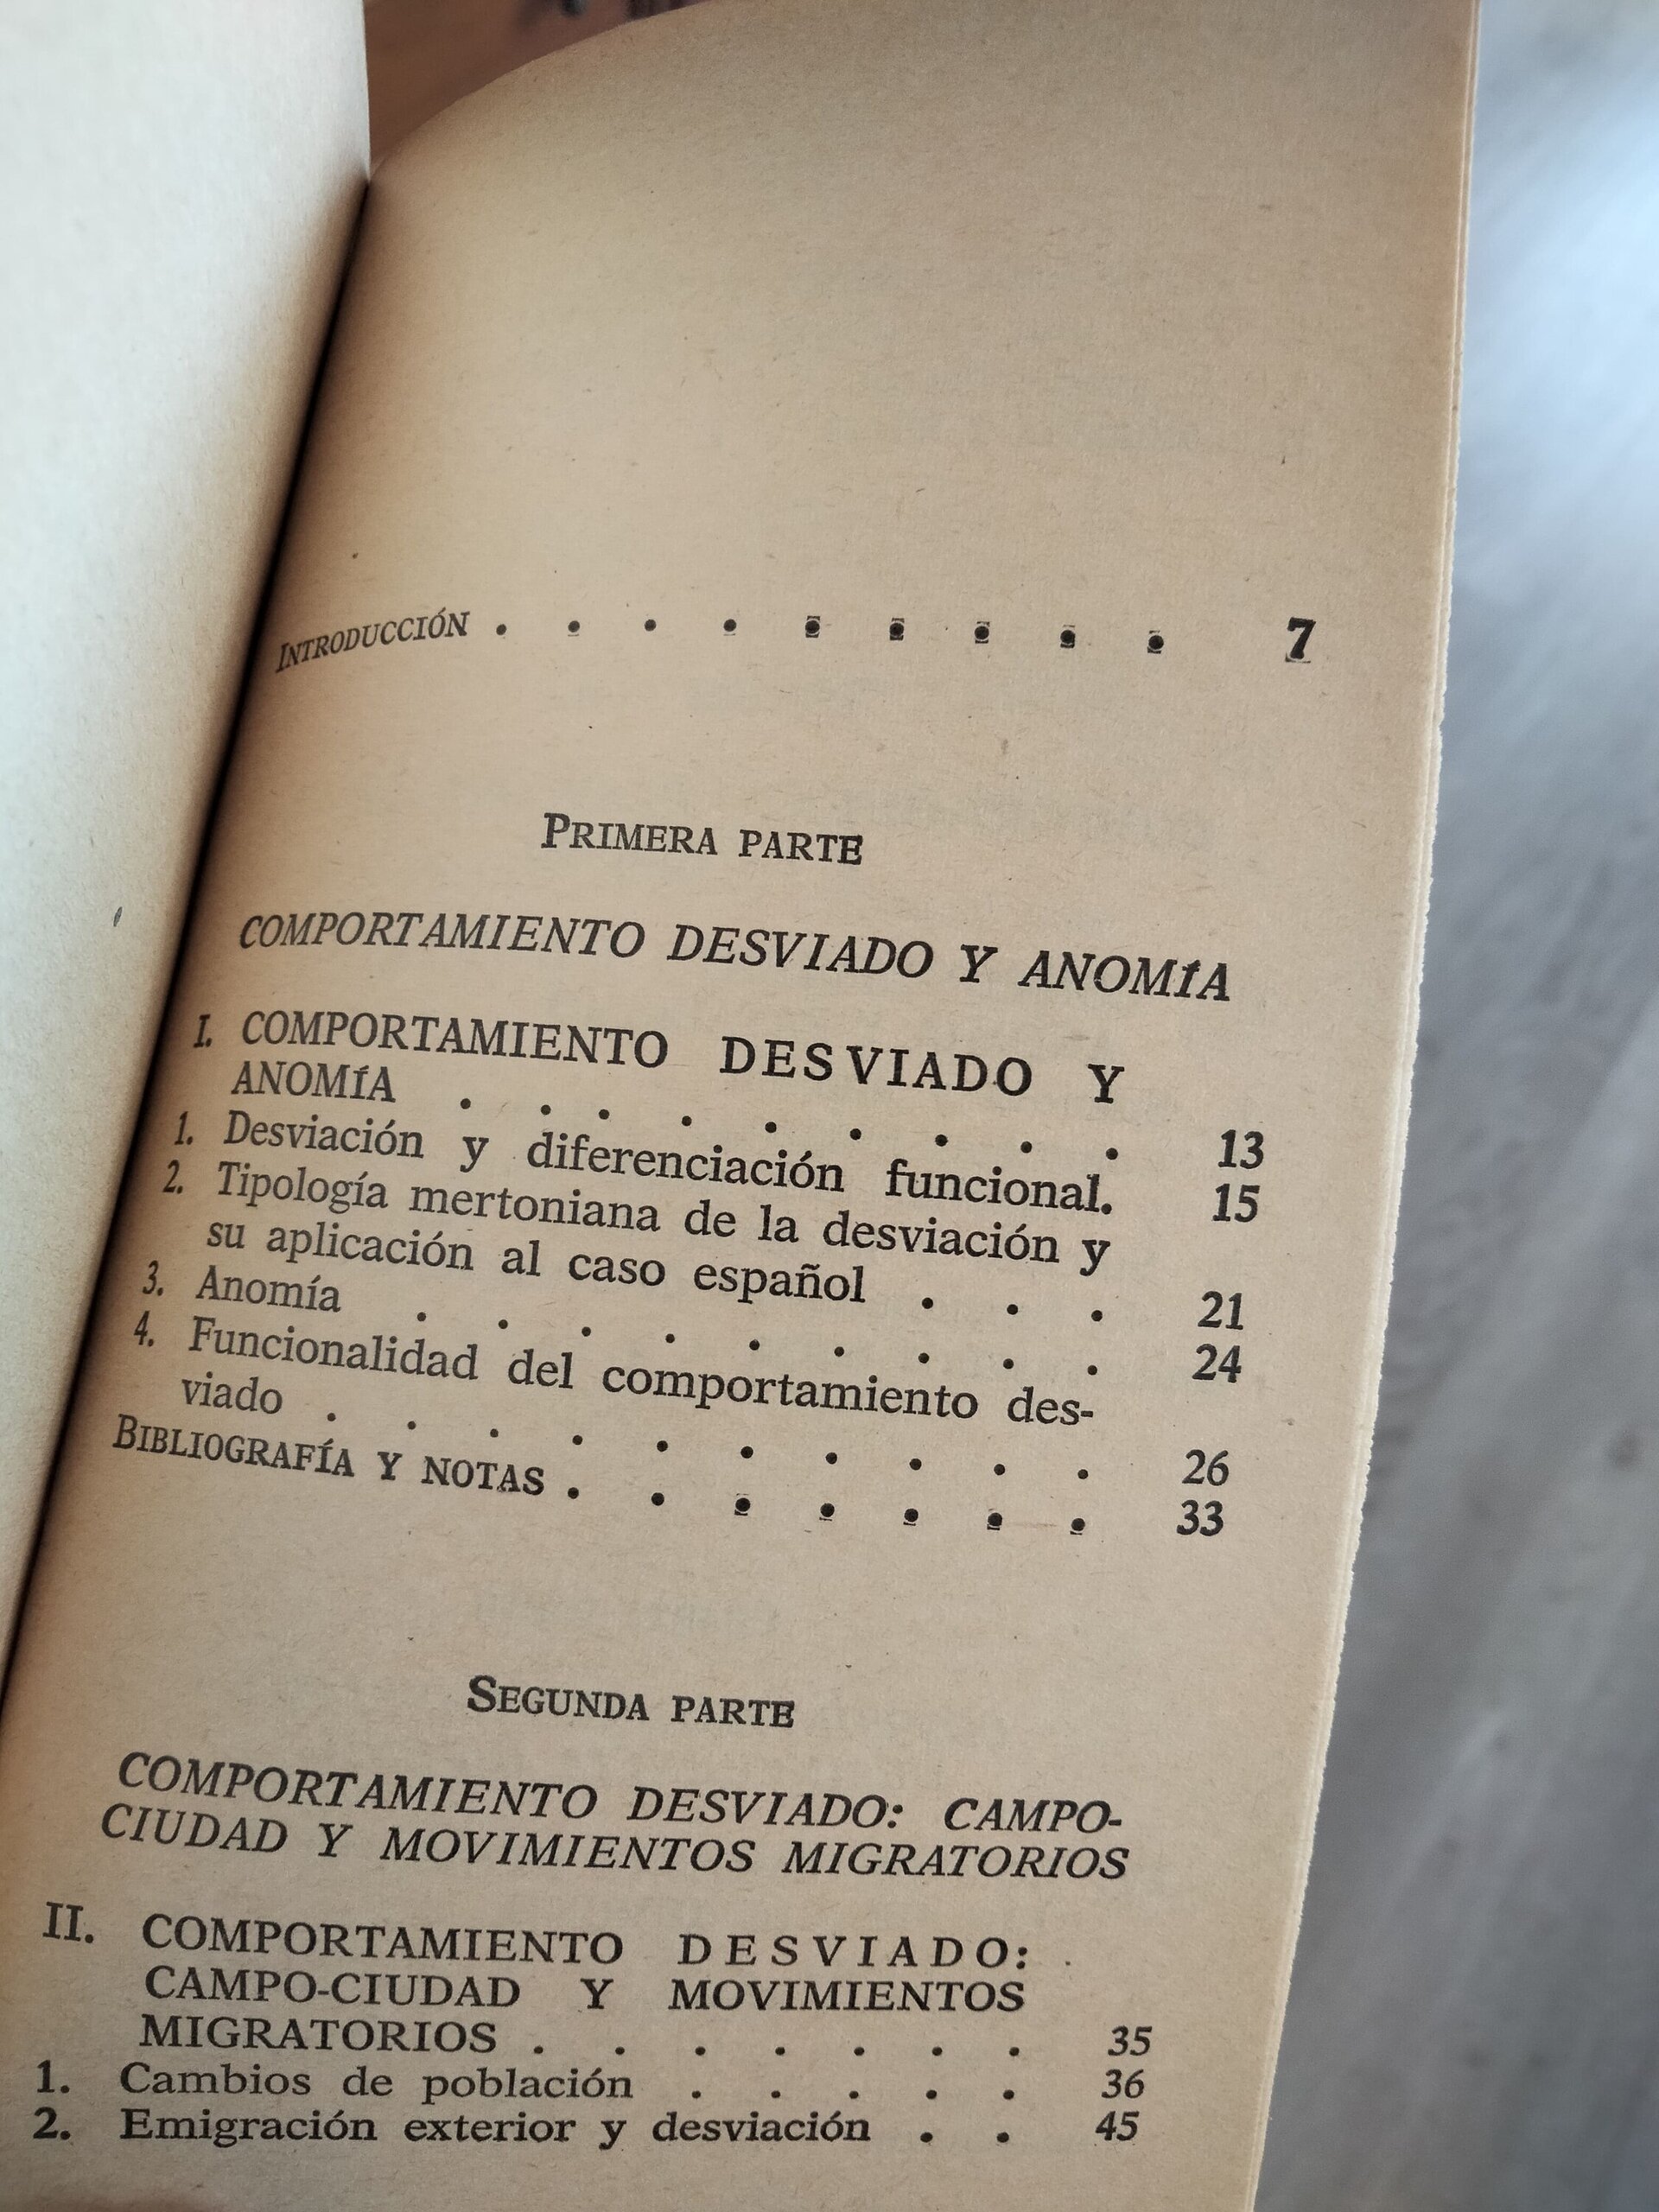 INTRODUCCIÓN . . . . . . . . . 7
PRIMERA PARTE
COMPORTAMIENTO DESVIADO Y ANOMÍA
I. COMPORTAMIENTO DESVIADO Y
ANOMÍA . . . . . . . . . 13
1. Desviación y diferenciación funcional. 15
2. Tipología mertoniana de la desviación y
su aplicación al caso español . . . 21
3. Anomía . . . . . . . . . 24
4. Funcionalidad del comportamiento des-
viado . . . . . . . . . . 26
BIBLIOGRAFÍA Y NOTAS . . . . . . . 33
SEGUNDA PARTE
COMPORTAMIENTO DESVIADO: CAMPO-
CIUDAD Y MOVIMIENTOS MIGRATORIOS
II. COMPORTAMIENTO DESVIADO:
CAMPO-CIUDAD Y MOVIMIENTOS
MIGRATORIOS . . . . . . . 35
1. Cambios de población . . . . . 36
2. Emigración exterior y desviación . . 45